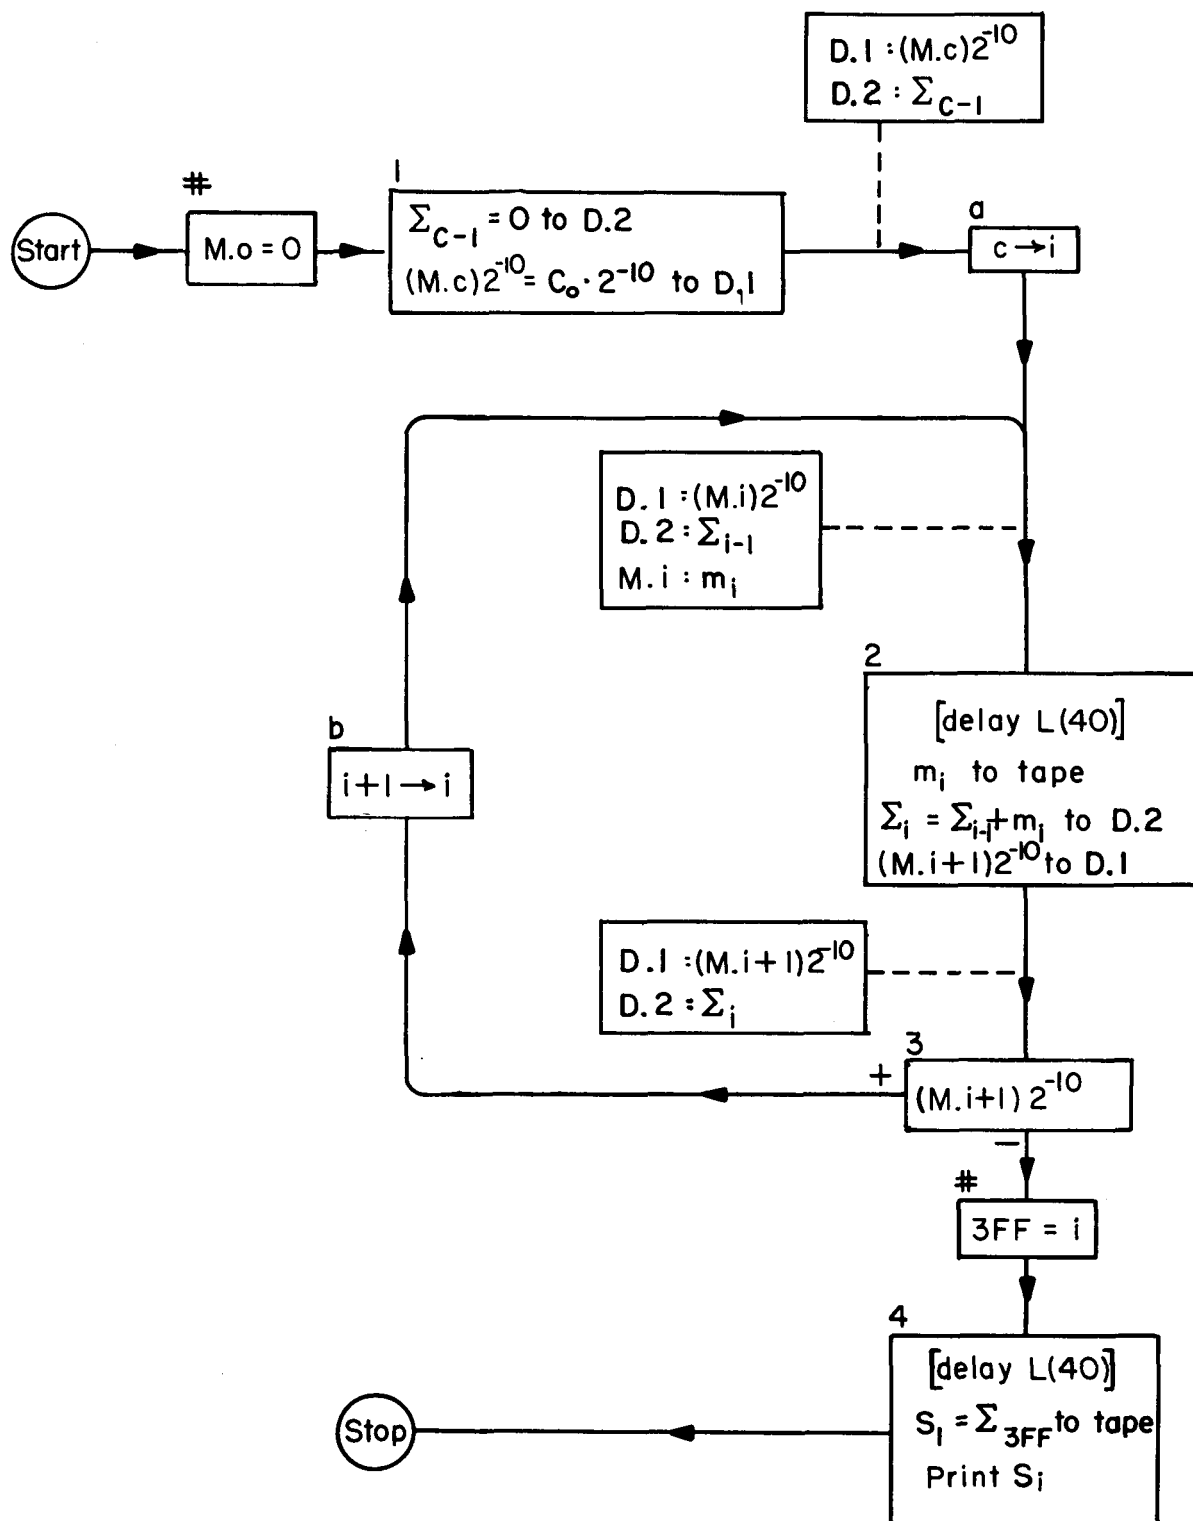 D.1 : (M.c)2⁻¹⁰
D.2 : Σ_C-1
#
1
a
Start
M.o = 0
Σ_C-1 = 0 to D.2
(M.c)2⁻¹⁰ = C₀ · 2⁻¹⁰ to D,1
c → i
D.1 : (M.i)2⁻¹⁰
D.2 : Σ_i-1
M.i : m_i
2
[delay L(40)]
m_i to tape
Σ_i = Σ_i-1 + m_i to D.2
(M.i+1)2⁻¹⁰ to D.1
b
i+1 → i
D.1 : (M.i+1)2⁻¹⁰
D.2 : Σ_i
3
+
(M.i+1) 2⁻¹⁰
−
#
3FF = i
4
[delay L(40)]
S_1 = Σ_3FF to tape
Print S_i
Stop